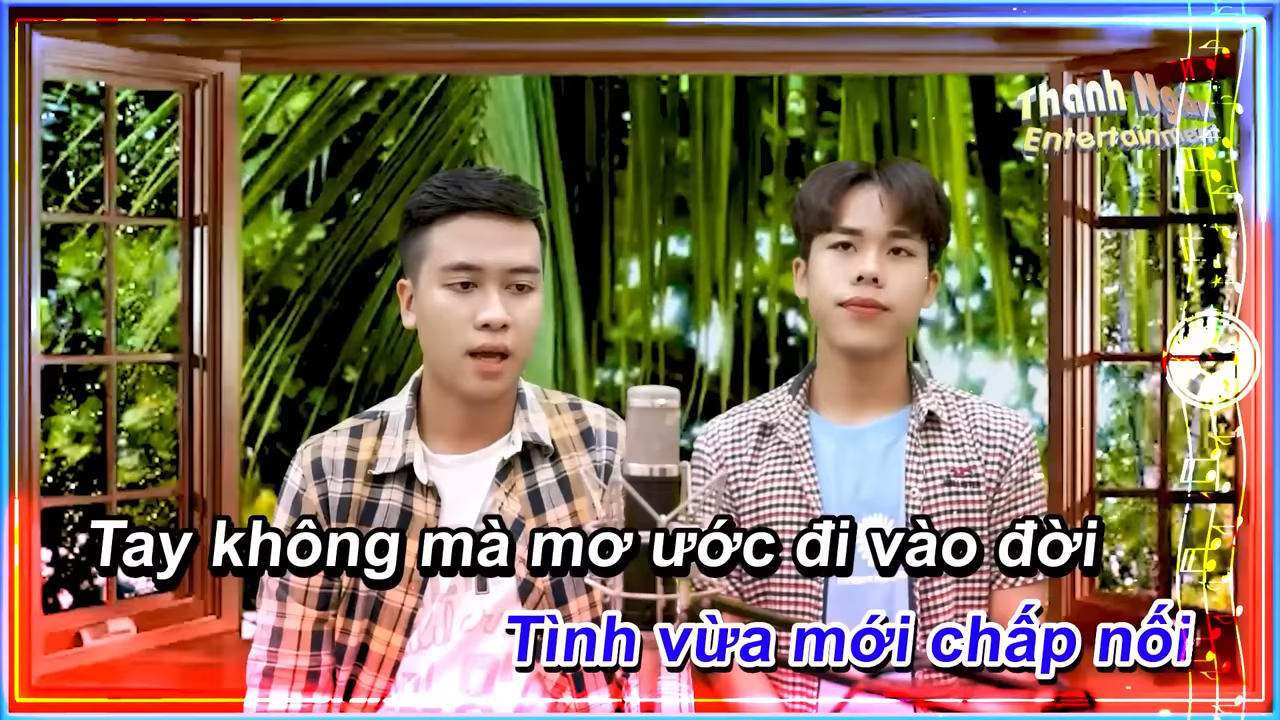 Thanh Ngân
Entertainment
Tay không mà mơ ước đi vào đời
Tình vừa mới chấp nối